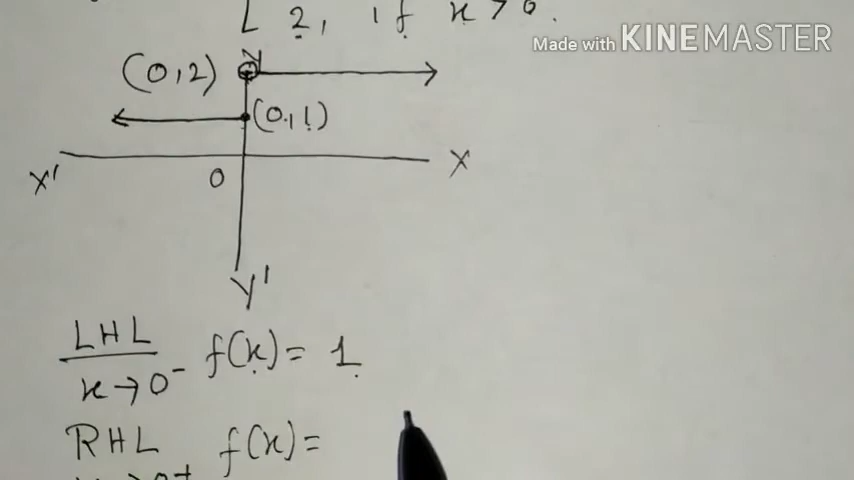 2, if x > 0.
Made with KINEMASTER
(0,2) Y
(0,1)
X' O X
Y'
LHL f(x) = 1
x→0⁻
RHL f(x) =
x→0⁺